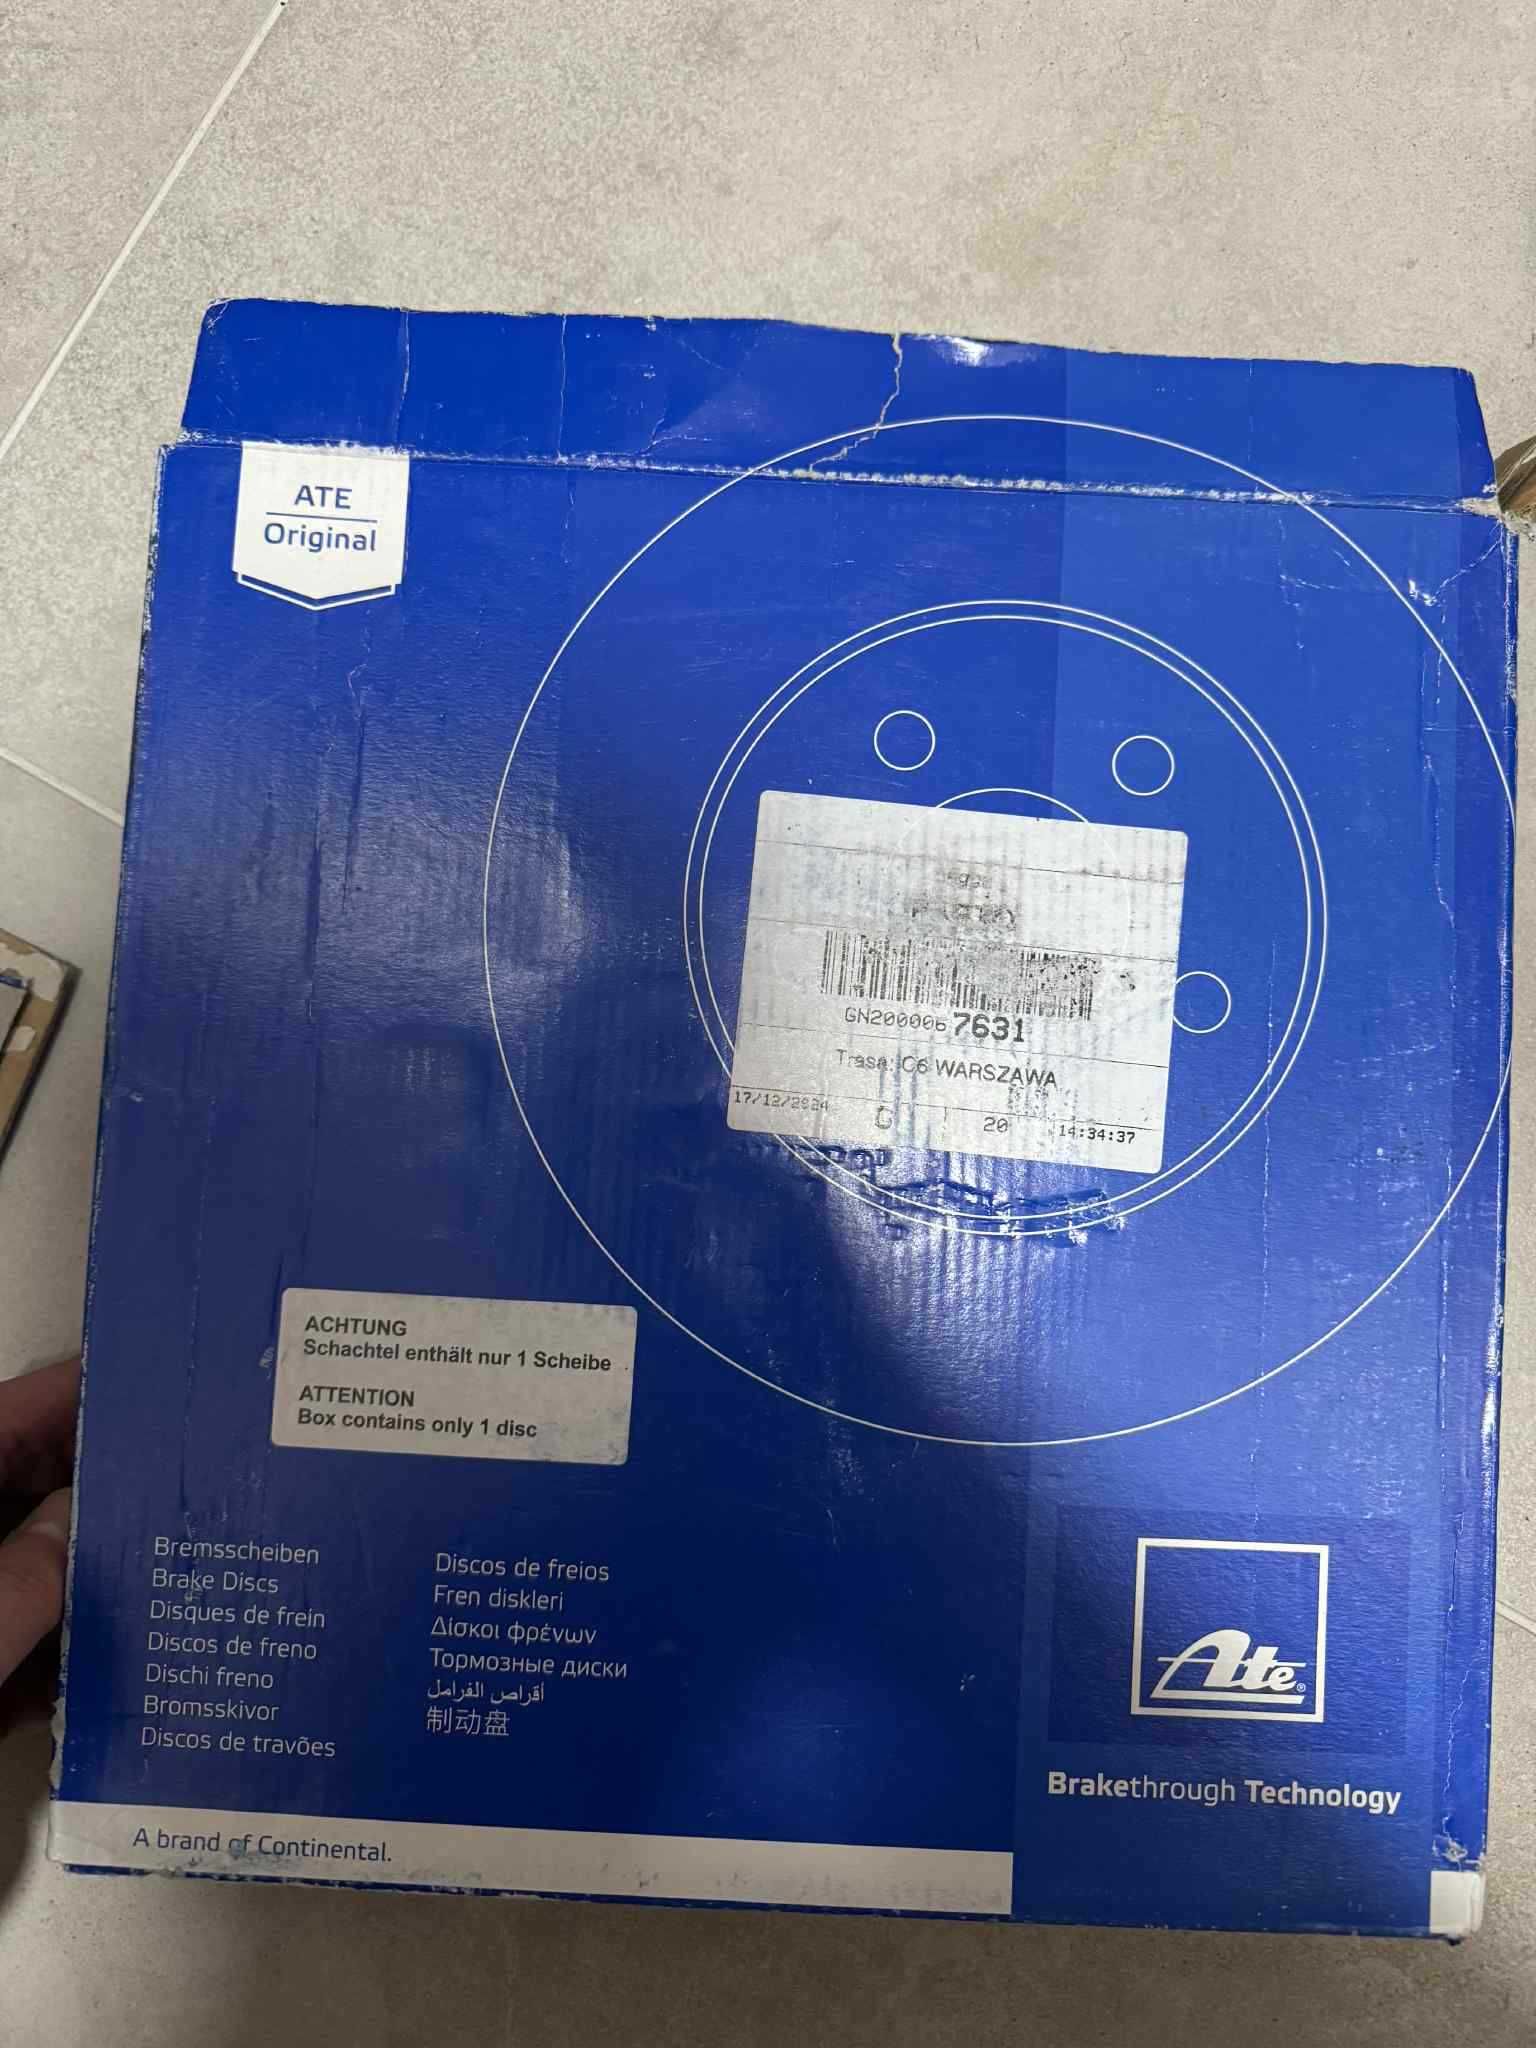 ATE
Original
GN2000067631
Trasa: C6 WARSZAWA
17/12/2024 G 20 14:34:37
ACHTUNG
Schachtel enthält nur 1 Scheibe
ATTENTION
Box contains only 1 disc
Bremsscheiben
Brake Discs
Disques de frein
Discos de freno
Dischi freno
Bromsskivor
Discos de travões
Discos de freios
Fren diskleri
Δίσκοι φρένων
Тормозные диски
أقراص الفرامل
制动盘
Ate®
Brakethrough Technology
A brand of Continental.